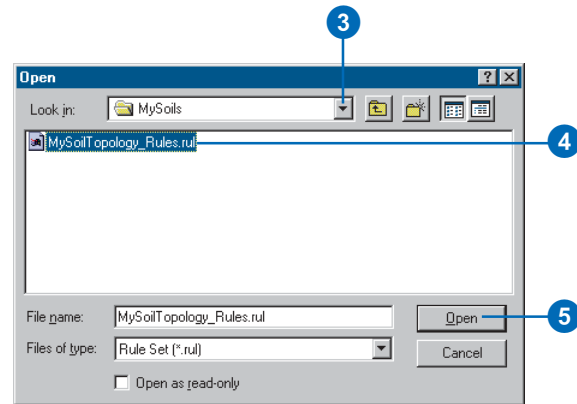 3
Open
Look in: MySoils
MySoilTopology_Rules.rul
4
File name: MySoilTopology_Rules.rul Open
5
Files of type: Rule Set (*.rul) Cancel
Open as read-only